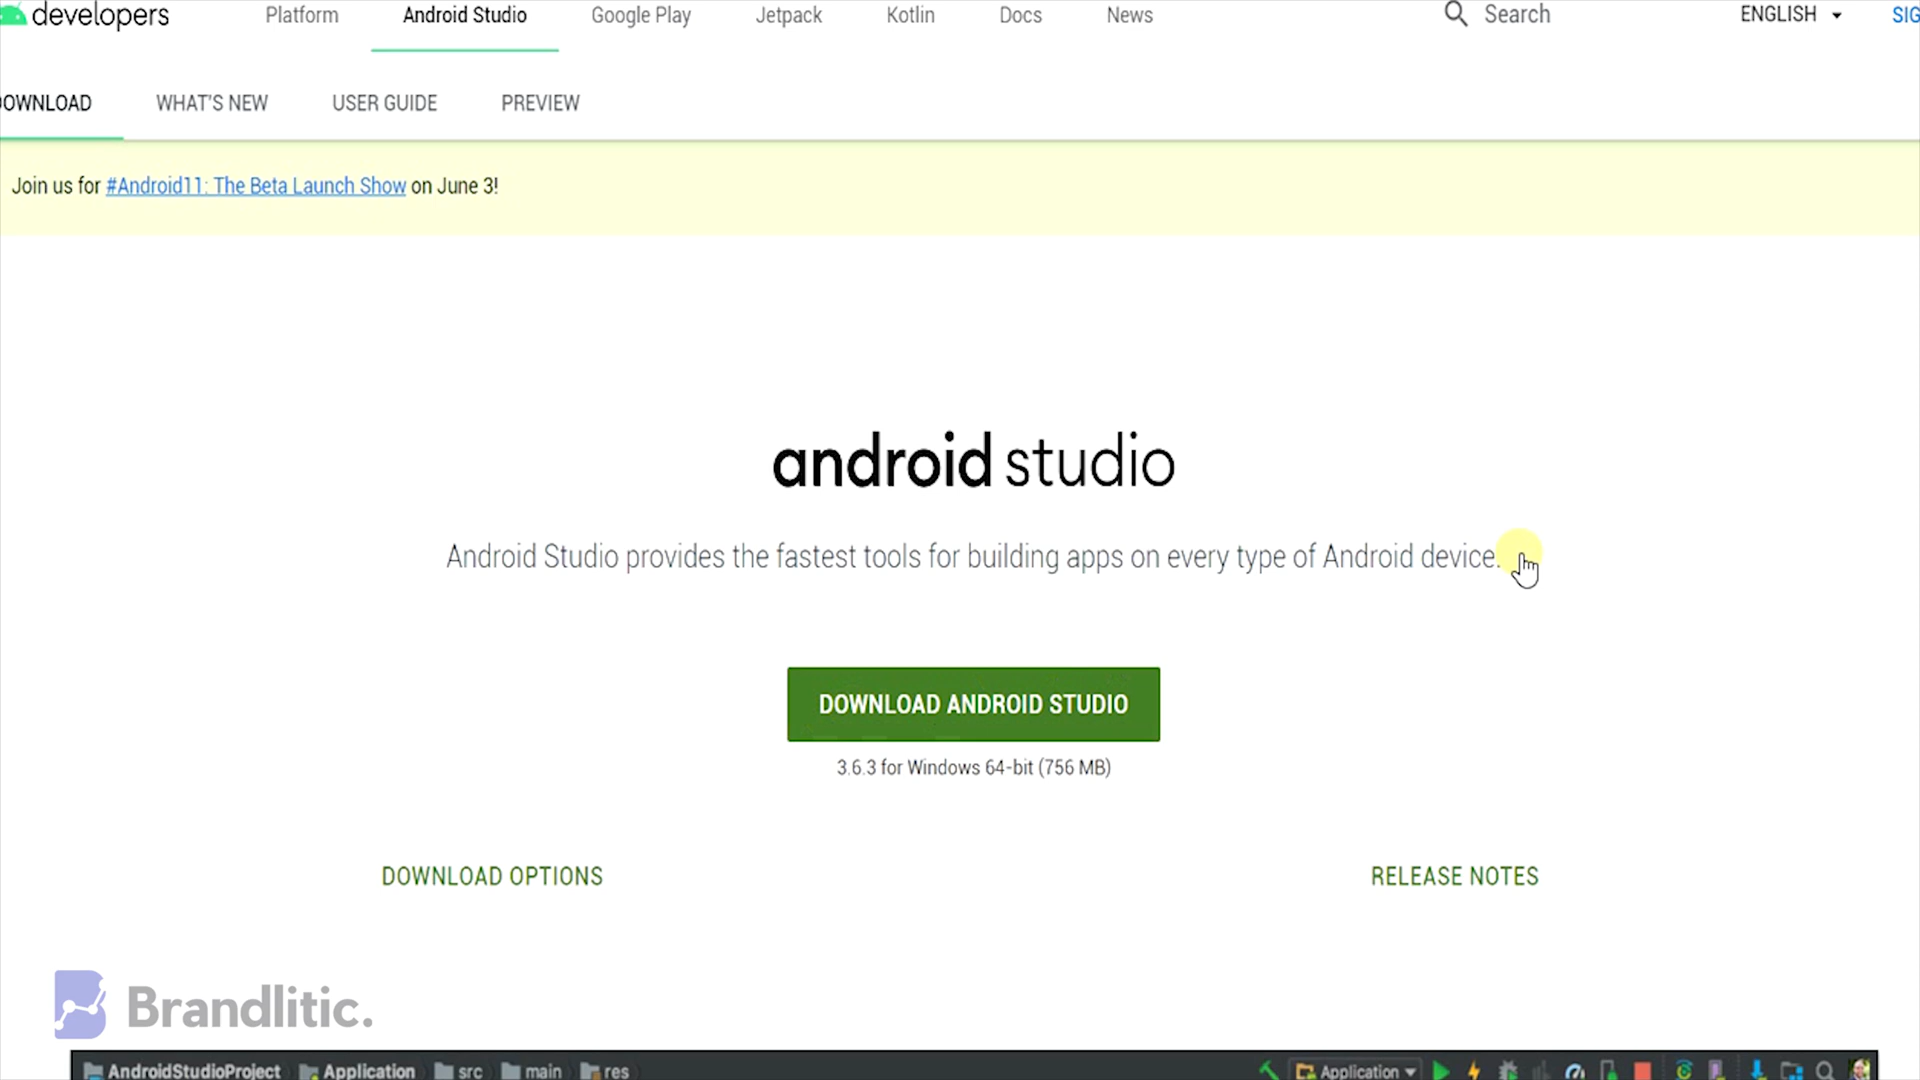 developers Platform Android Studio Google Play Jetpack Kotlin Docs News Search ENGLISH SIG
OWNLOAD WHAT'S NEW USER GUIDE PREVIEW
Join us for #Android11: The Beta Launch Show on June 3!
android studio
Android Studio provides the fastest tools for building apps on every type of Android device.
DOWNLOAD ANDROID STUDIO
3.6.3 for Windows 64-bit (756 MB)
DOWNLOAD OPTIONS RELEASE NOTES
Brandlitic.
AndroidStudioProject Application src main res Application